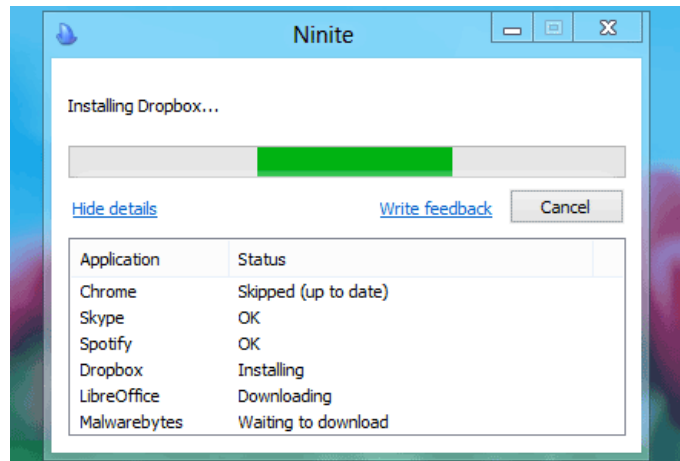 Ninite
Installing Dropbox...
Hide details
Write feedback
Cancel
Application Status
Chrome Skipped (up to date)
Skype OK
Spotify OK
Dropbox Installing
LibreOffice Downloading
Malwarebytes Waiting to download